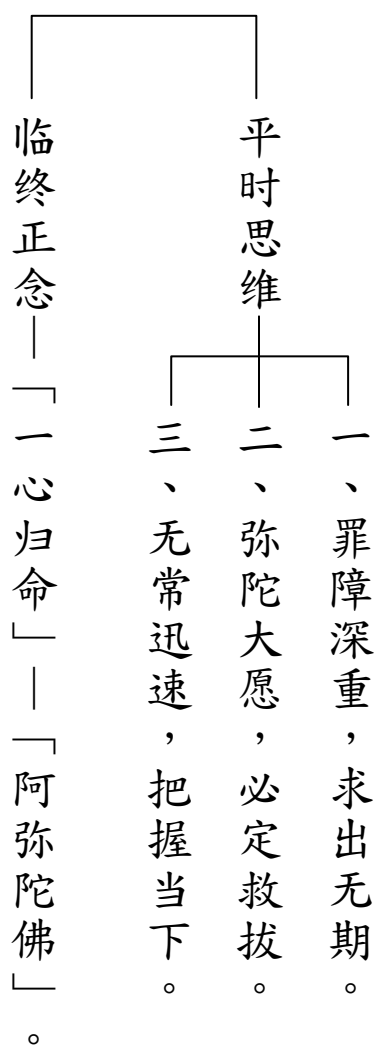 平时思维
一、罪障深重，求出无期。
二、弥陀大愿，必定救拔。
三、无常迅速，把握当下。
临终正念—「一心归命」—「阿弥陀佛」。